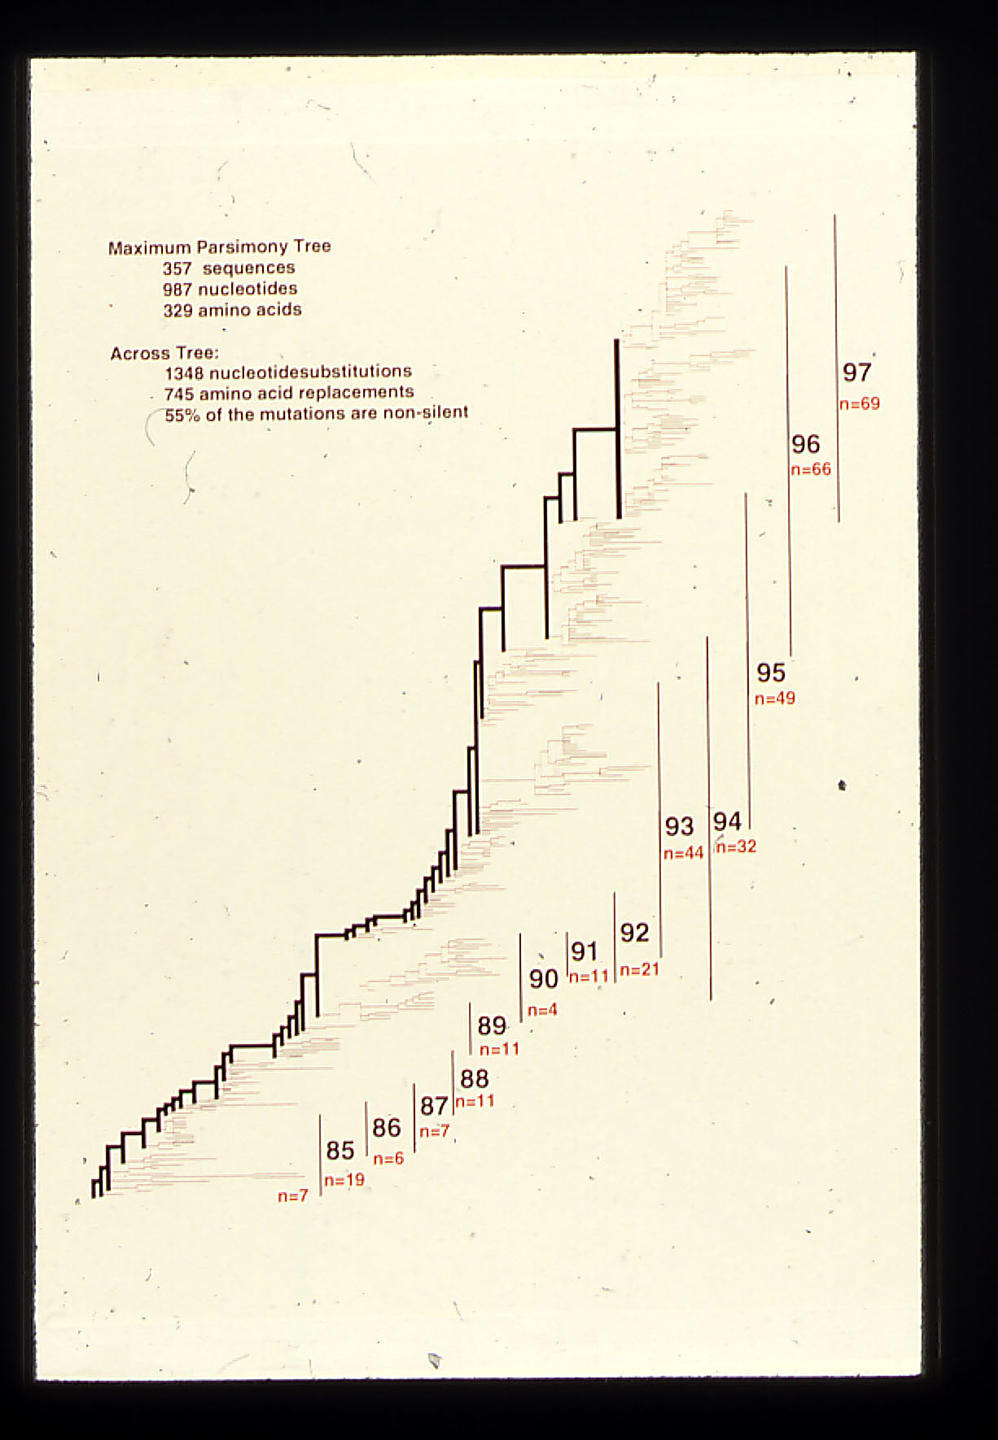 Maximum Parsimony Tree
357 sequences
987 nucleotides
329 amino acids
Across Tree:
1348 nucleotidesubstitutions
745 amino acid replacements
55% of the mutations are non-silent
97
n=69
96
n=66
95
n=49
94
n=32
93
n=44
92
n=21
91
n=11
90
n=4
89
n=11
88
n=11
87
n=7
86
n=6
85
n=19
n=7